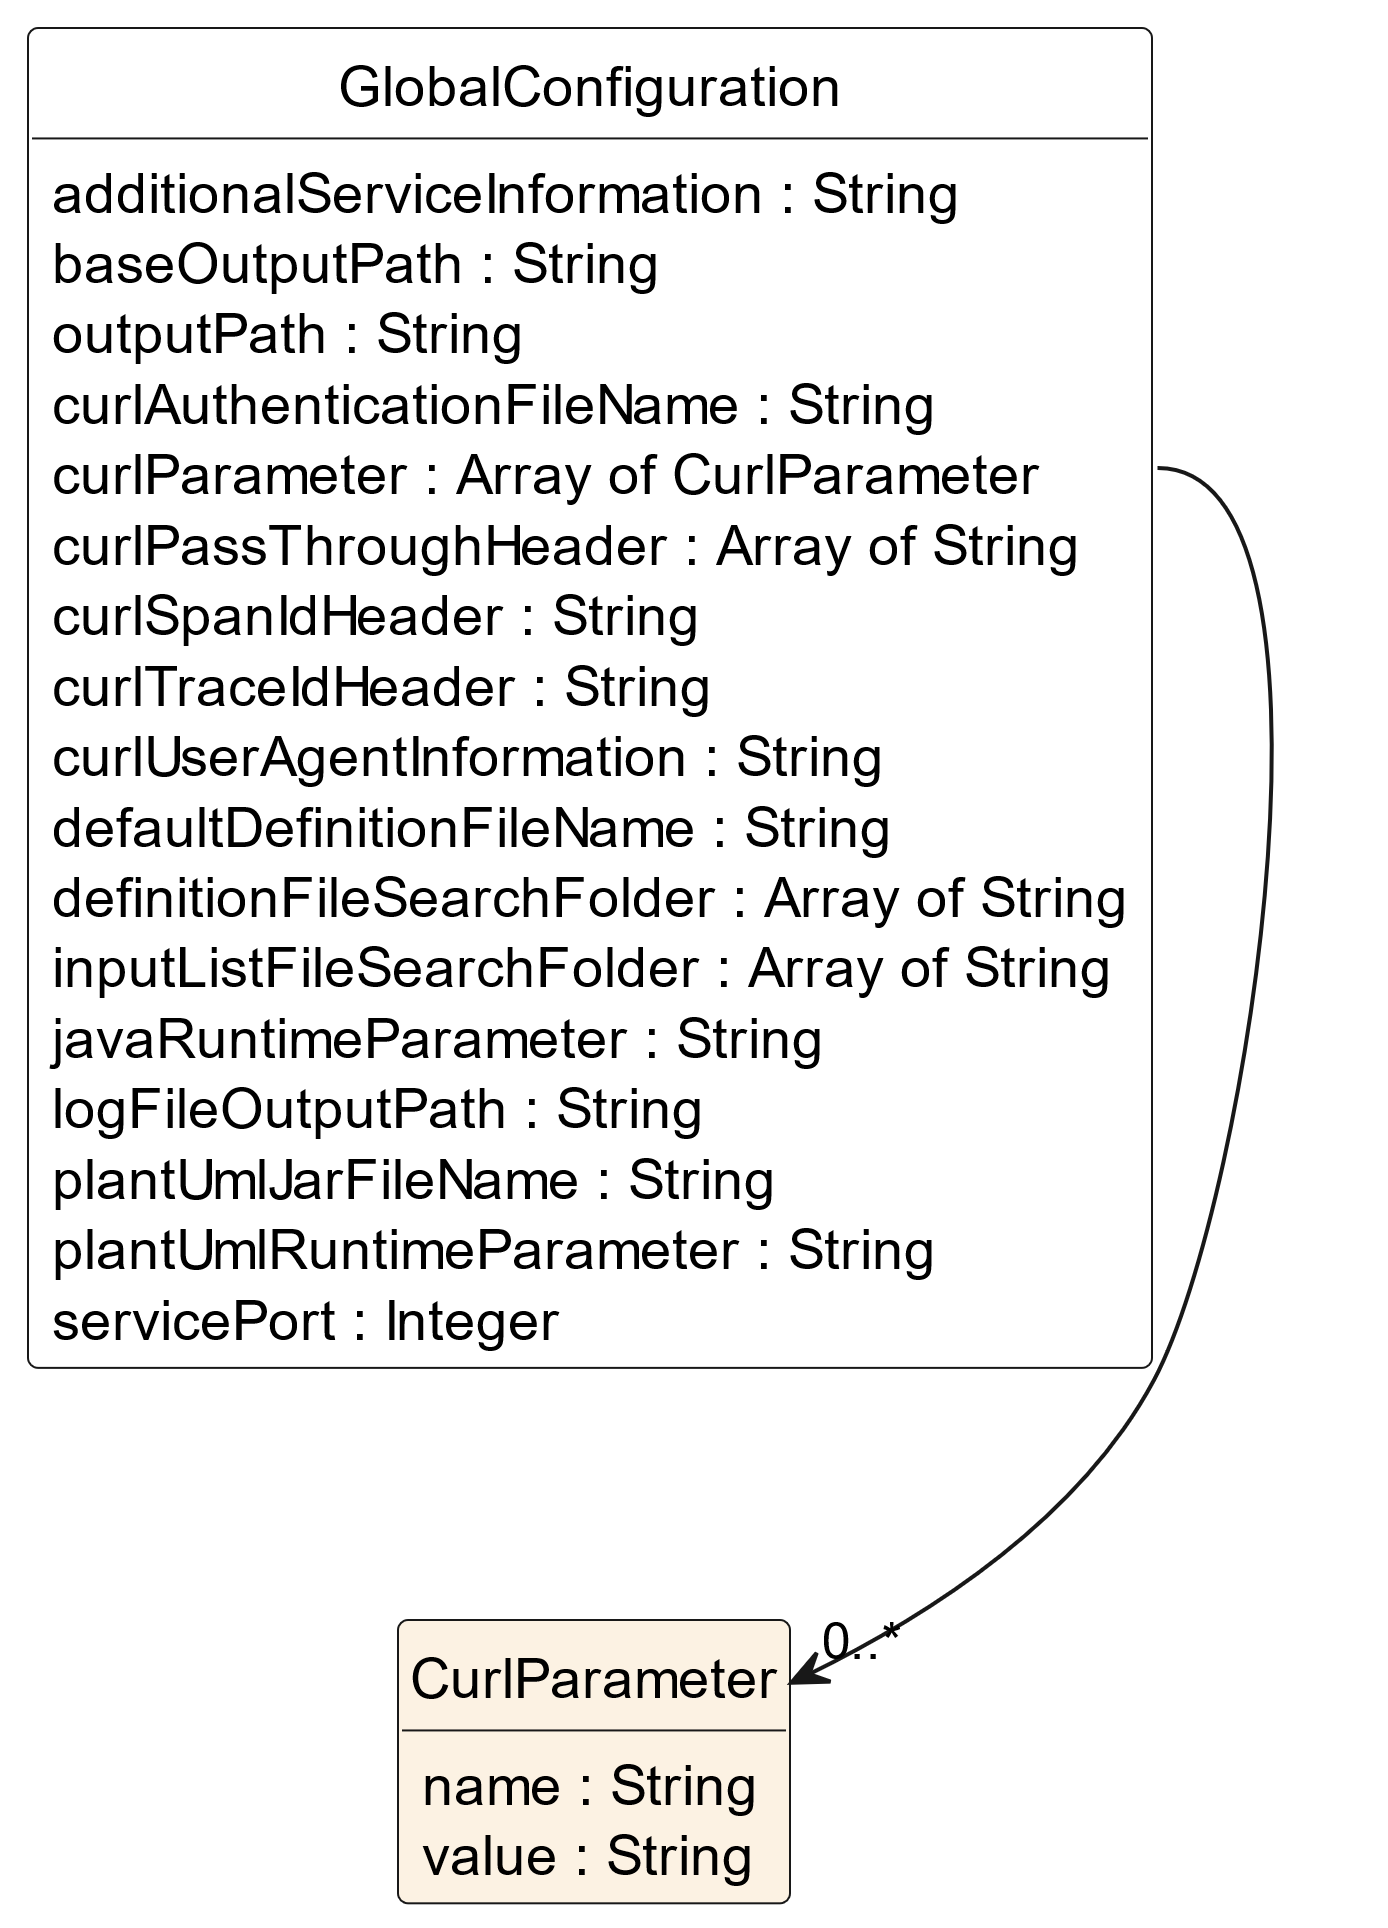 GlobalConfiguration
additionalServiceInformation : String
baseOutputPath : String
outputPath : String
curlAuthenticationFileName : String
curlParameter : Array of CurlParameter
curlPassThroughHeader : Array of String
curlSpanIdHeader : String
curlTraceIdHeader : String
curlUserAgentInformation : String
defaultDefinitionFileName : String
definitionFileSearchFolder : Array of String
inputListFileSearchFolder : Array of String
javaRuntimeParameter : String
logFileOutputPath : String
plantUmlJarFileName : String
plantUmlRuntimeParameter : String
servicePort : Integer
0..*
CurlParameter
name : String
value : String